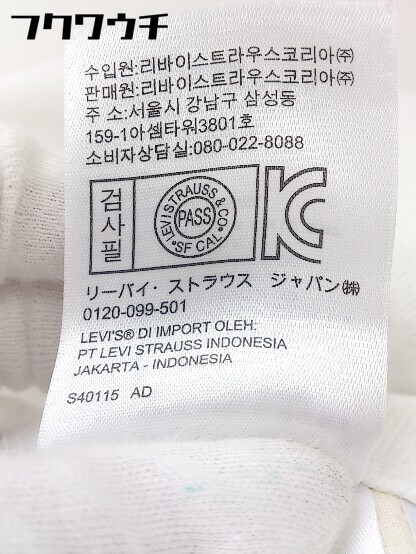 フクワウチ
수입원:리바이스트라우스코리아㈜
판매원:리바이스트라우스코리아㈜
주 소:서울시 강남구 삼성동
159-1아셈타워3801호
소비자상담실:080-022-8088
검사필
LEVI STRAUSS & CO
PASS
SF CAL
KC
リーバイ・ストラウス ジャパン㈱
0120-099-501
LEVI'S® DI IMPORT OLEH:
PT LEVI STRAUSS INDONESIA
JAKARTA - INDONESIA
S40115 AD